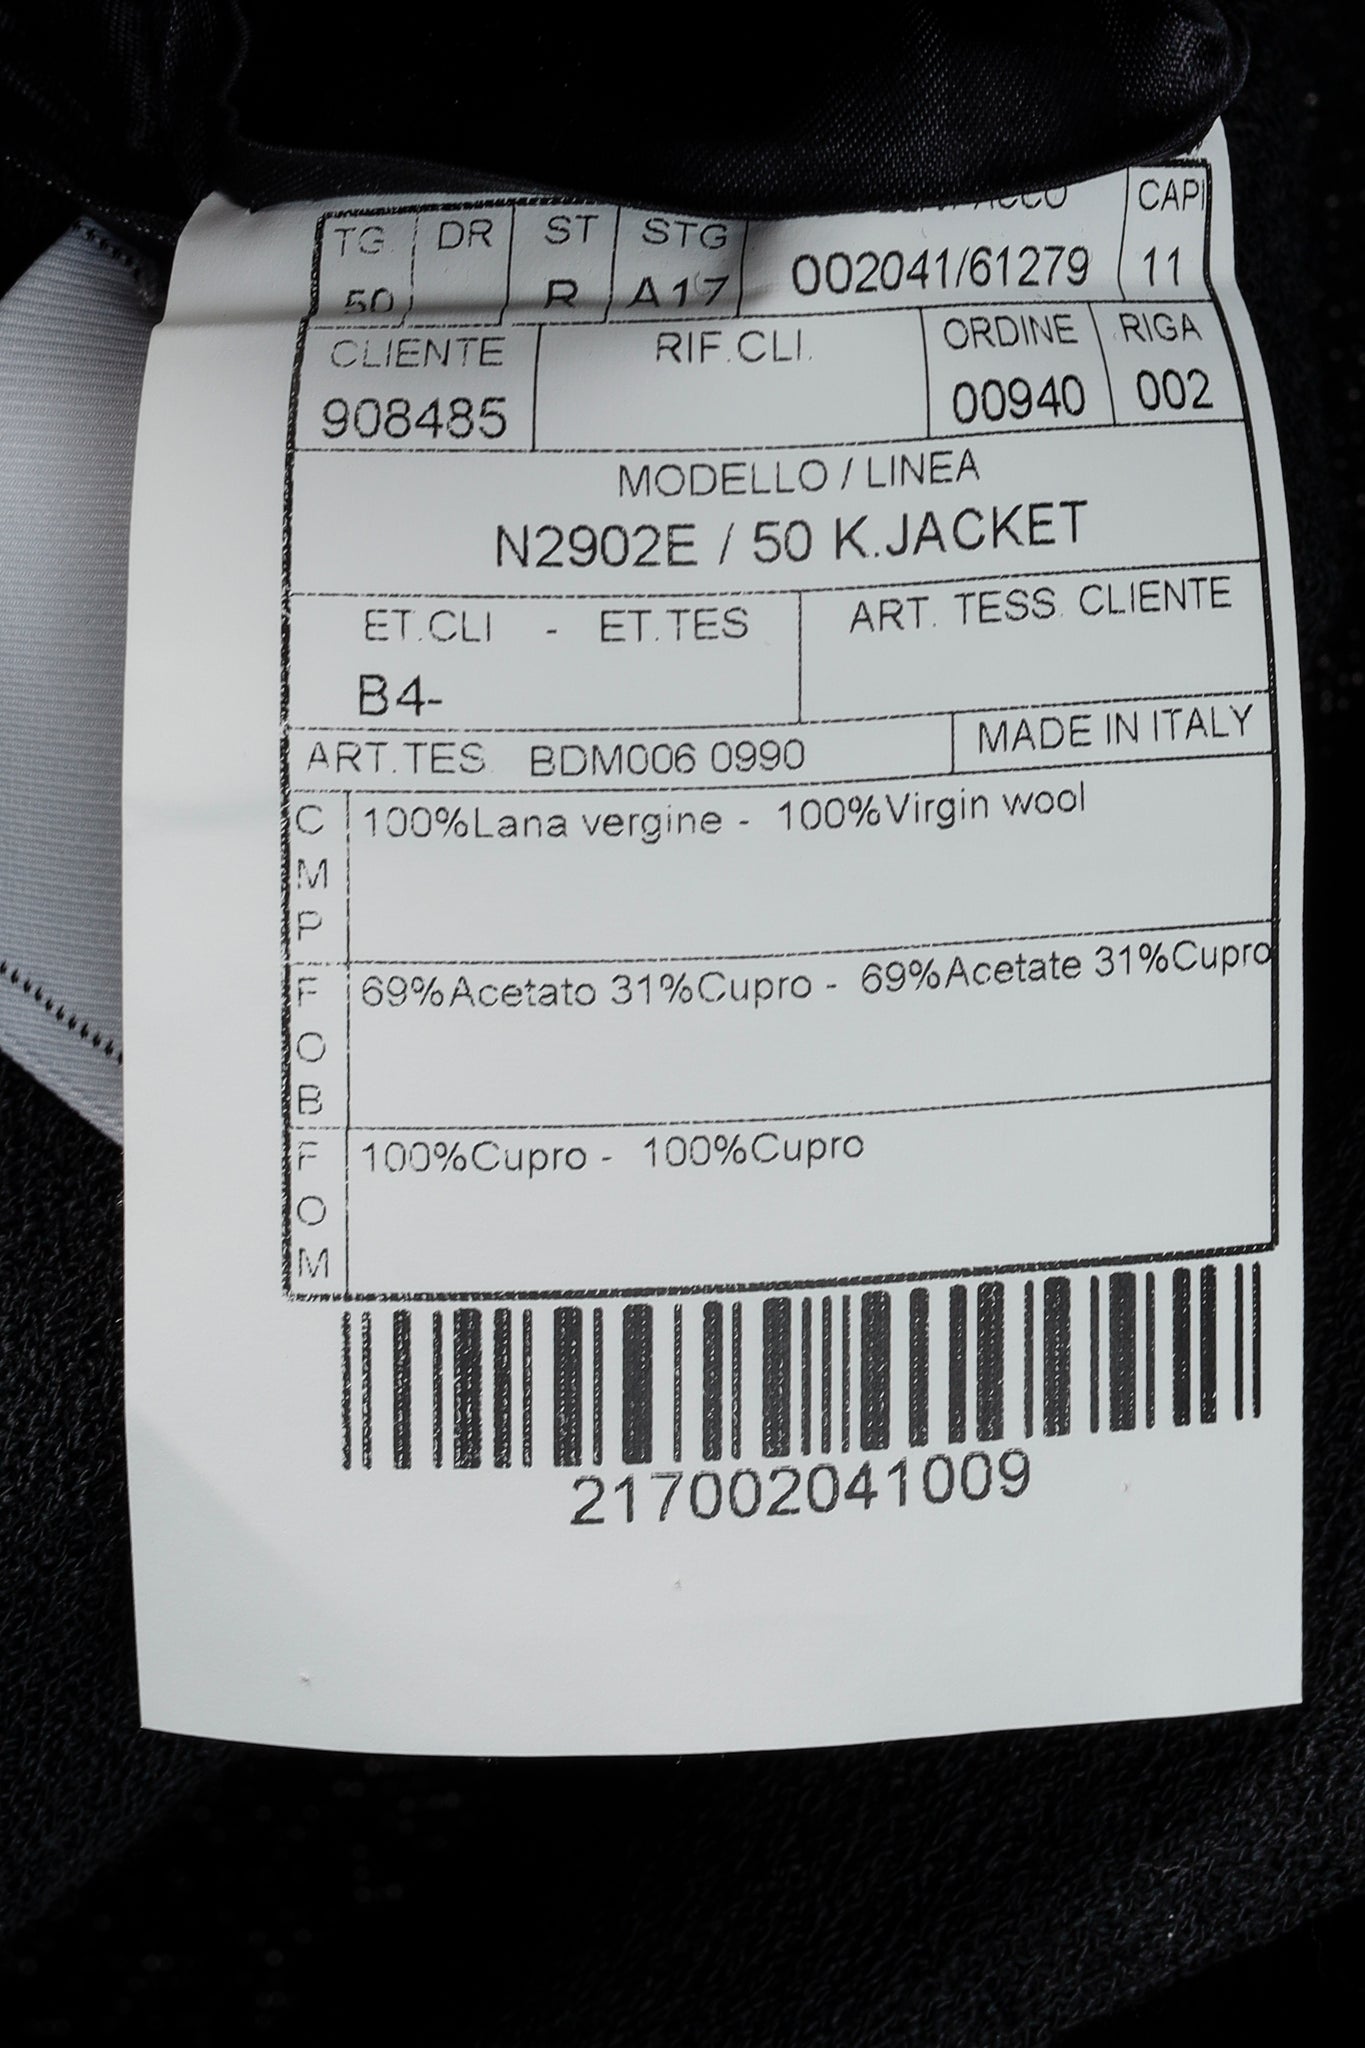 TG DR ST STG CAPI
50 R A17 002041/61279 11
CLIENTE RIF.CLI. ORDINE RIGA
908485 00940 002
MODELLO / LINEA
N2902E / 50 K.JACKET
ET.CLI - ET.TES ART. TESS. CLIENTE
B4-
ART.TES. BDM006 0990 MADE IN ITALY
CMP 100%Lana vergine - 100%Virgin wool
FOB 69%Acetato 31%Cupro - 69%Acetate 31%Cupro
FOM 100%Cupro - 100%Cupro
217002041009